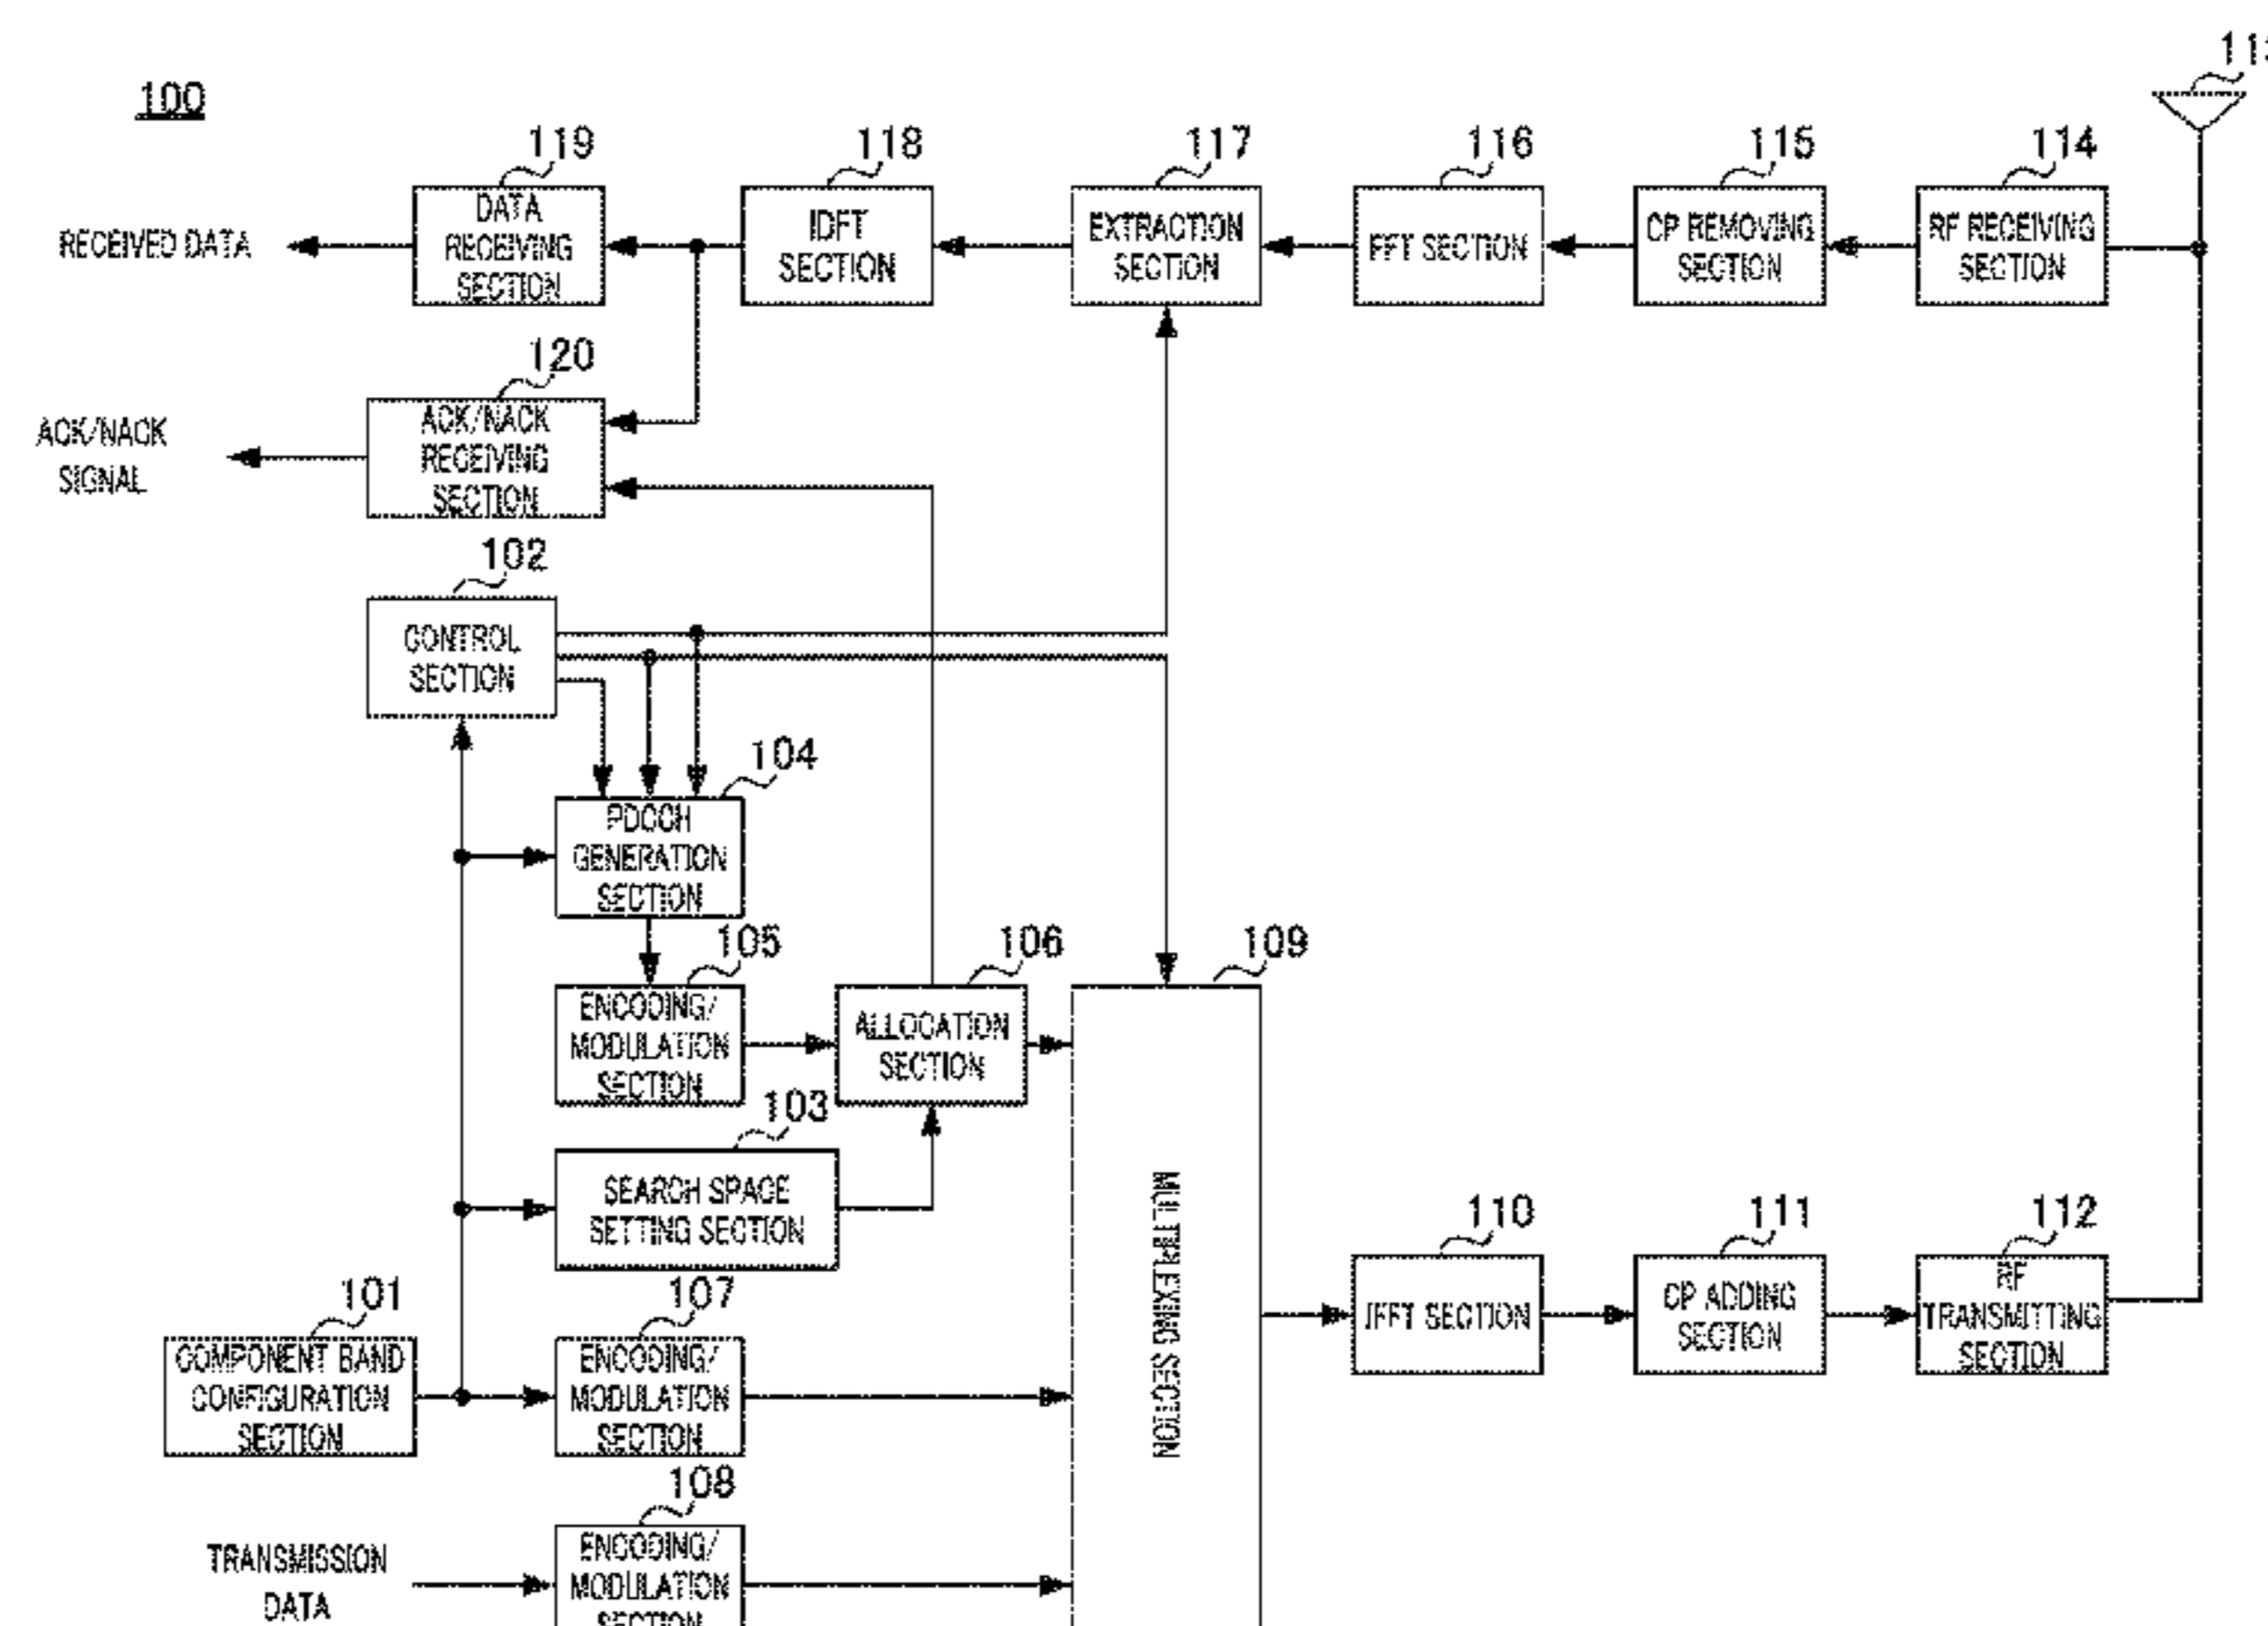 100
119
118
117
116
115
114
DATA
RECEIVING
SECTION
IDFT
SECTION
EXTRACTION
SECTION
FFT SECTION
CP REMOVING
SECTION
RF RECEIVING
SECTION
RECEIVED DATA
120
ACK/NACK
RECEIVING
SECTION
ACK/NACK
SIGNAL
102
CONTROL
SECTION
104
PDCCH
GENERATION
SECTION
105
106
109
ENCODING/
MODULATION
SECTION
ALLOCATION
SECTION
103
SEARCH SPACE
SETTING SECTION
MULTIPLEXING SECTION
110
111
112
IFFT SECTION
CP ADDING
SECTION
RF
TRANSMITTING
SECTION
101
107
COMPONENT BAND
CONFIGURATION
SECTION
ENCODING/
MODULATION
SECTION
108
TRANSMISSION
DATA
ENCODING/
MODULATION
SECTION